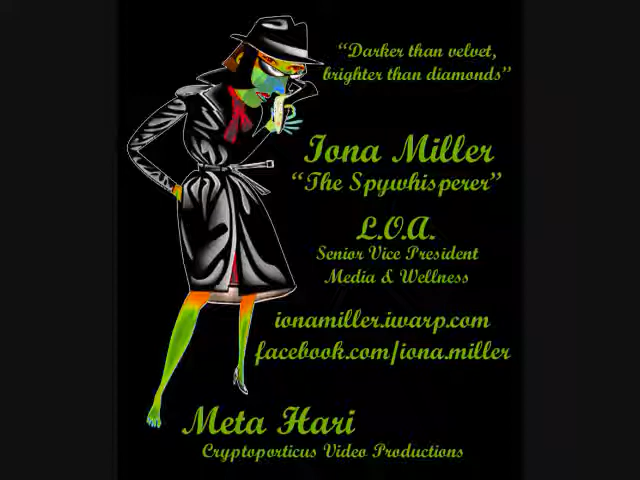 “Darker than velvet,
brighter than diamonds”
Iona Miller
“The Spywhisperer”
L.O.A.
Senior Vice President
Media & Wellness
ionamiller.iwarp.com
facebook.com/iona.miller
Meta Hari
Cryptoporticus Video Productions